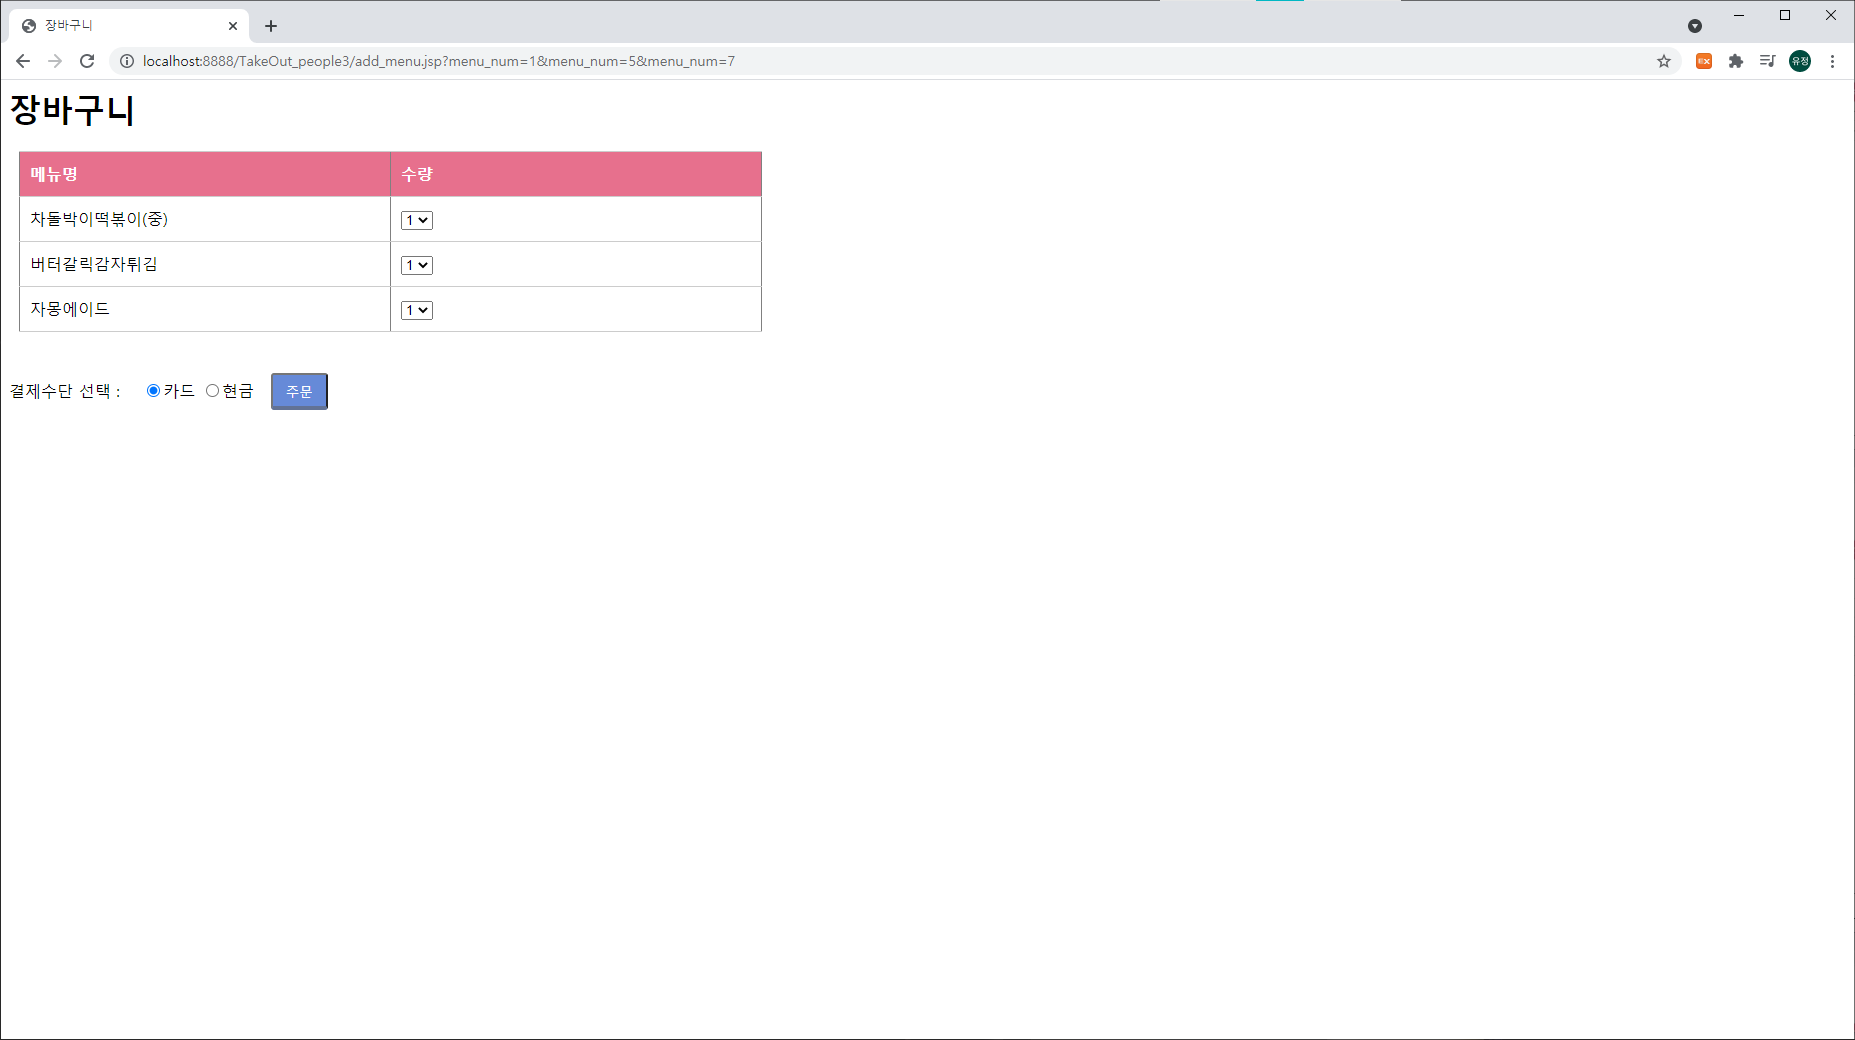 장바구니
localhost:8888/TakeOut_people3/add_menu.jsp?menu_num=1&menu_num=5&menu_num=7
유정
장바구니
메뉴명 수량
차돌박이떡볶이(중) 1
버터갈릭감자튀김 1
자몽에이드 1
결제수단 선택 : 카드 현금 주문